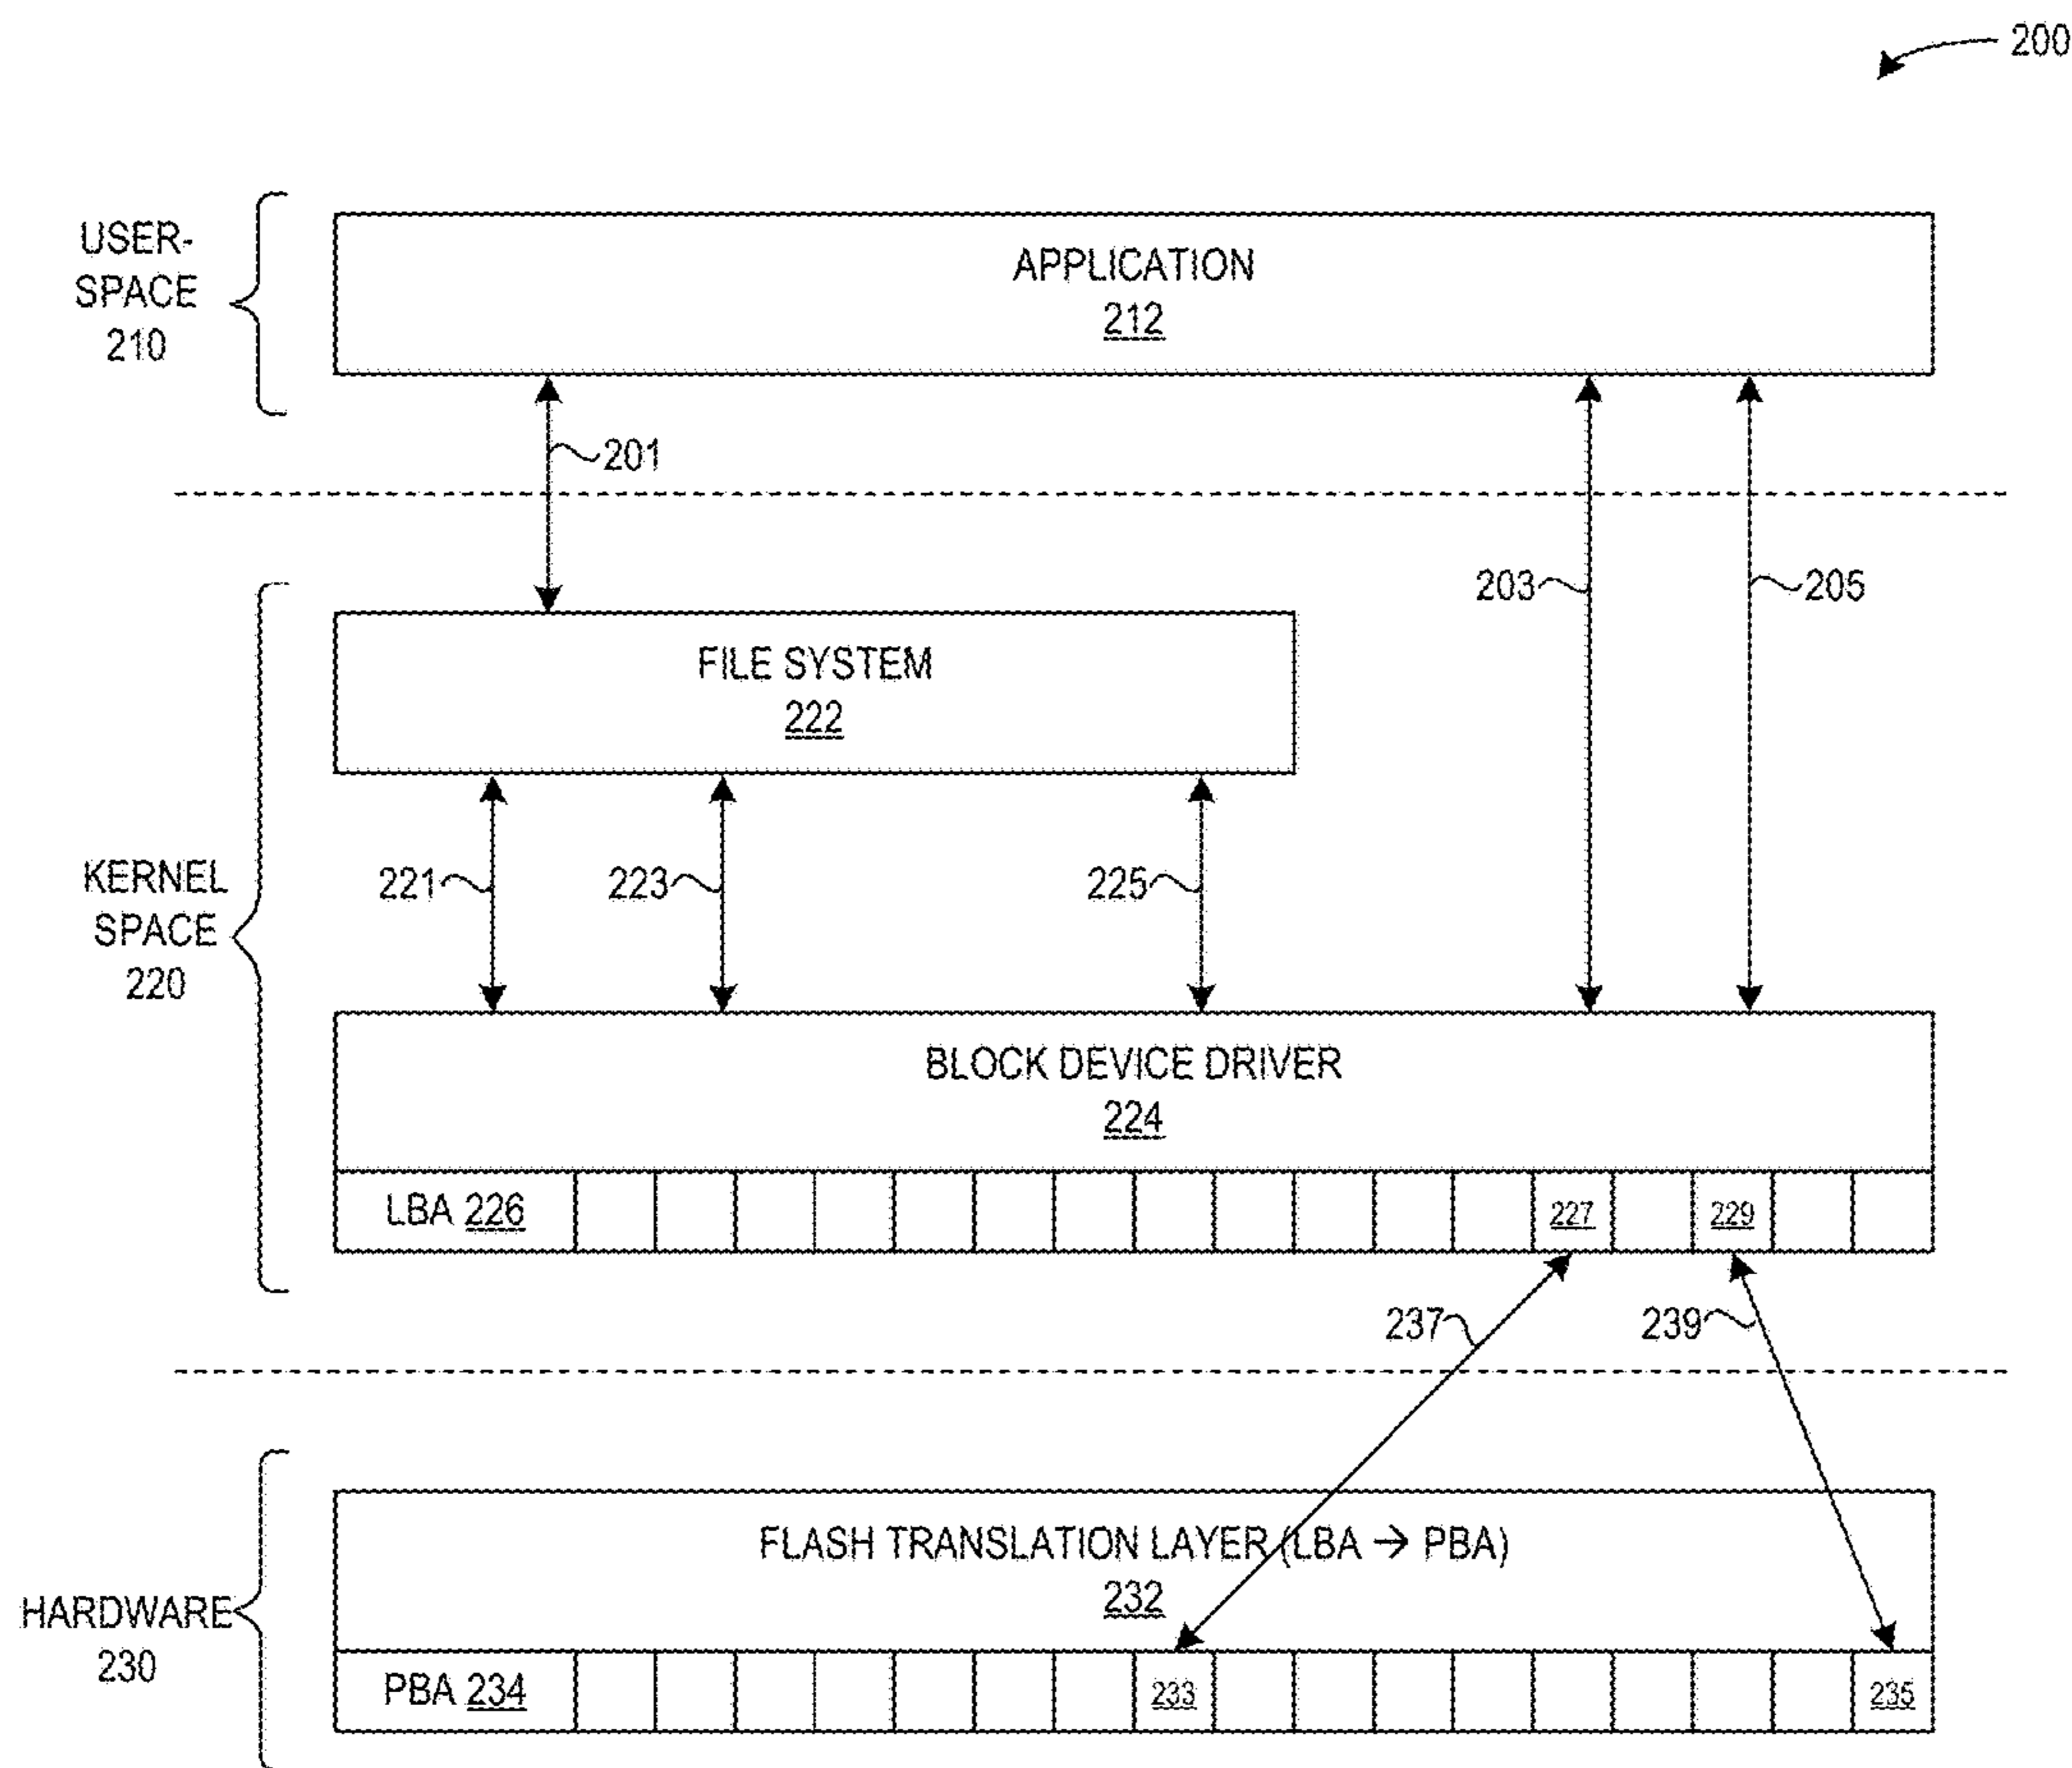 200
USER-
SPACE
210
APPLICATION
212
201
203
205
FILE SYSTEM
222
KERNEL
SPACE
220
221
223
225
BLOCK DEVICE DRIVER
224
LBA 226
227
229
237
239
HARDWARE
230
FLASH TRANSLATION LAYER (LBA → PBA)
232
PBA 234
233
235